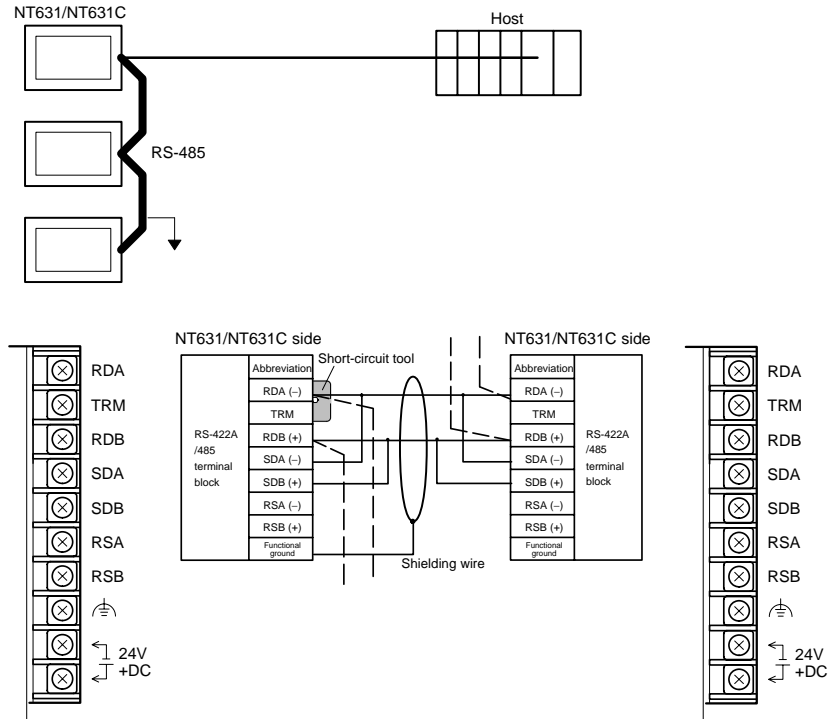 NT631/NT631C
Host
RS-485
NT631/NT631C side
NT631/NT631C side
RDA
TRM
RDB
SDA
SDB
RSA
RSB
24V
+DC
RS-422A
/485
terminal
block
Abbreviation
RDA (–)
TRM
RDB (+)
SDA (–)
SDB (+)
RSA (–)
RSB (+)
Functional
ground
Short-circuit tool
Shielding wire
Abbreviation
RDA (–)
TRM
RDB (+)
SDA (–)
SDB (+)
RSA (–)
RSB (+)
Functional
ground
RS-422A
/485
terminal
block
RDA
TRM
RDB
SDA
SDB
RSA
RSB
24V
+DC